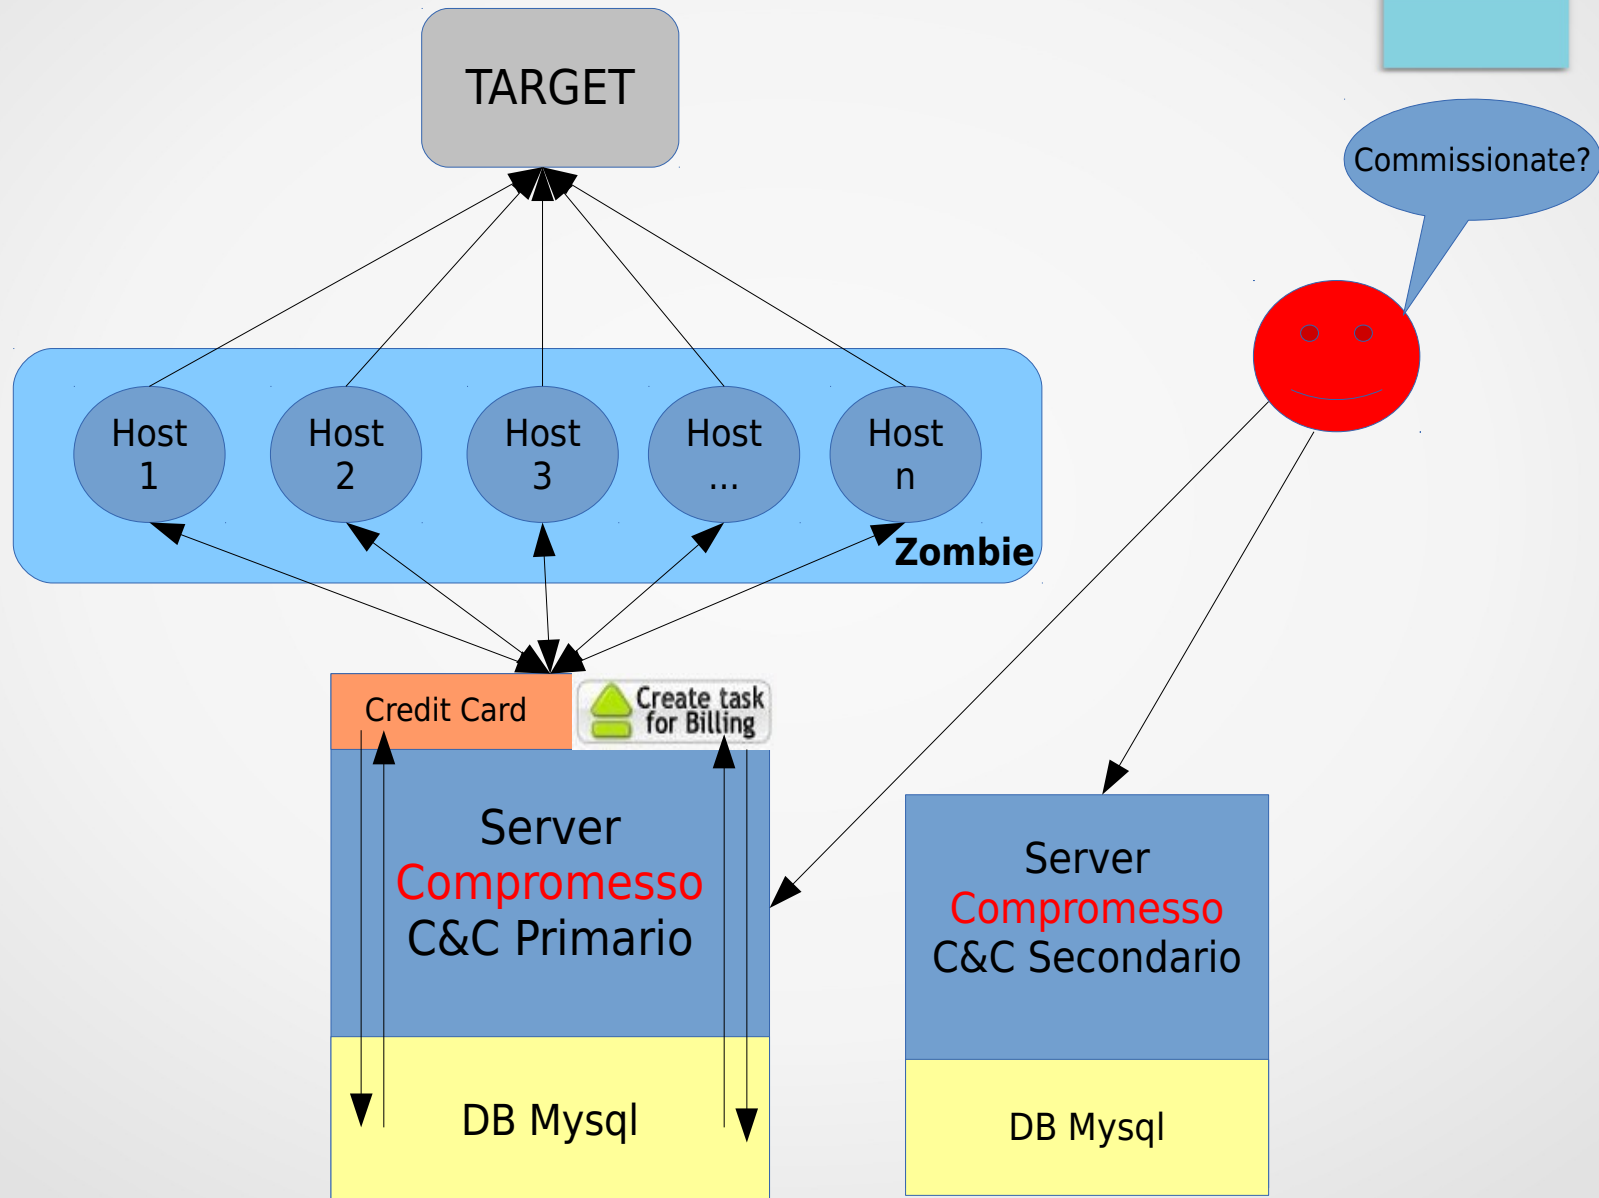 TARGET
Commissionate?
Host
1
Host
2
Host
3
Host
...
Host
n
Zombie
Credit Card
Create task
for Billing
Server
Compromesso
C&C Primario
DB Mysql
Server
Compromesso
C&C Secondario
DB Mysql